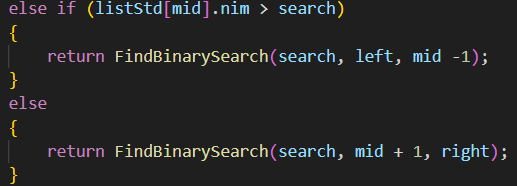 else if (listStd[mid].nim > search)
{
return FindBinarySearch(search, left, mid -1);
}
else
{
return FindBinarySearch(search, mid + 1, right);
}